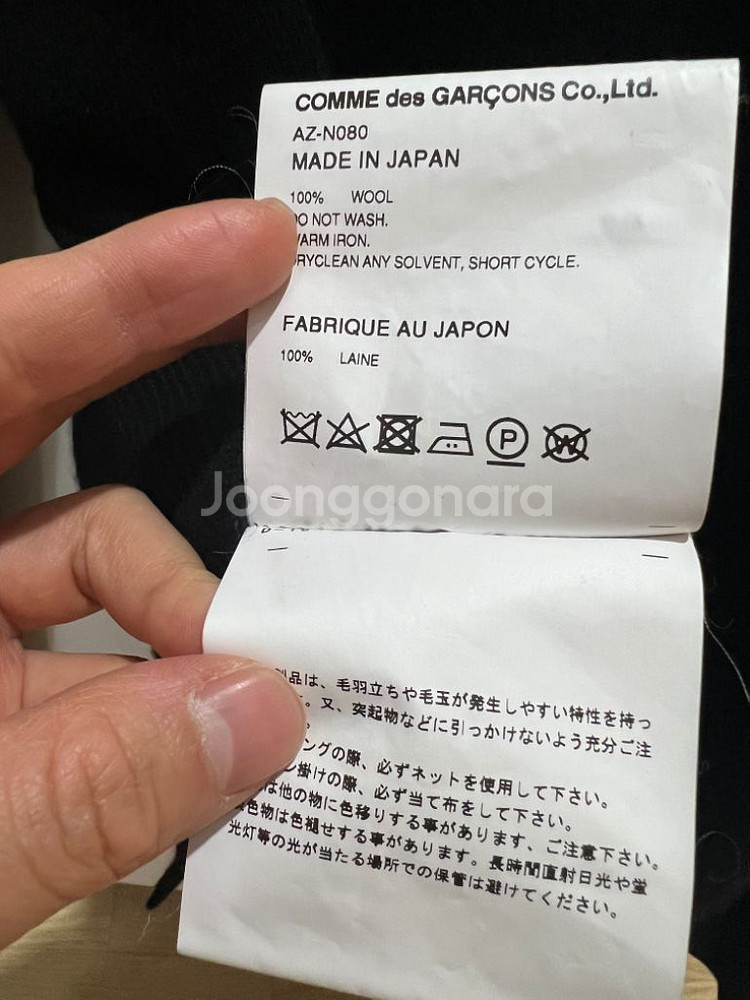 COMME des GARÇONS Co.,Ltd.
AZ-N080
MADE IN JAPAN
100% WOOL
DO NOT WASH.
WARM IRON.
DRYCLEAN ANY SOLVENT, SHORT CYCLE.
FABRIQUE AU JAPON
100% LAINE
P
W
Joonggonara
品は、毛羽立ちや毛玉が発生しやすい特性を持っ
。又、突起物などに引っかけないよう充分ご注
。
ングの際、必ずネットを使用して下さい。
ン掛けの際、必ず当て布をして下さい。
は他の物に色移りする事があります、ご注意下さい。
色物は色褪せする事があります。長時間直射日光や蛍
光灯等の光が当たる場所での保管は避けてください。